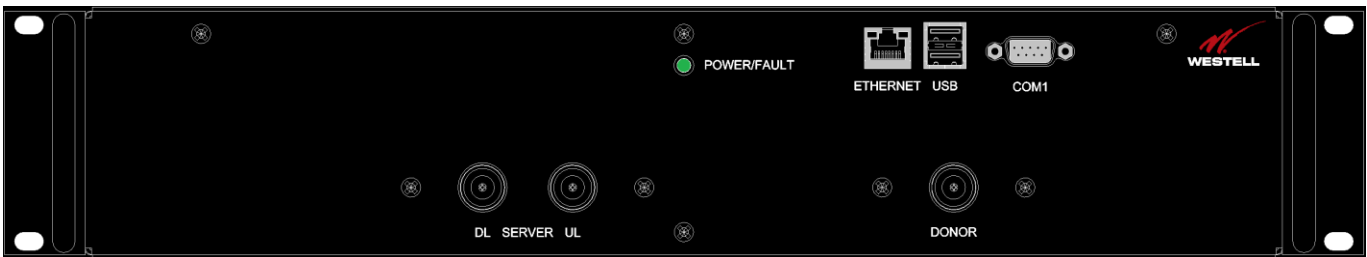 POWER/FAULT
WESTELL
ETHERNET USB COM1
DL SERVER UL DONOR